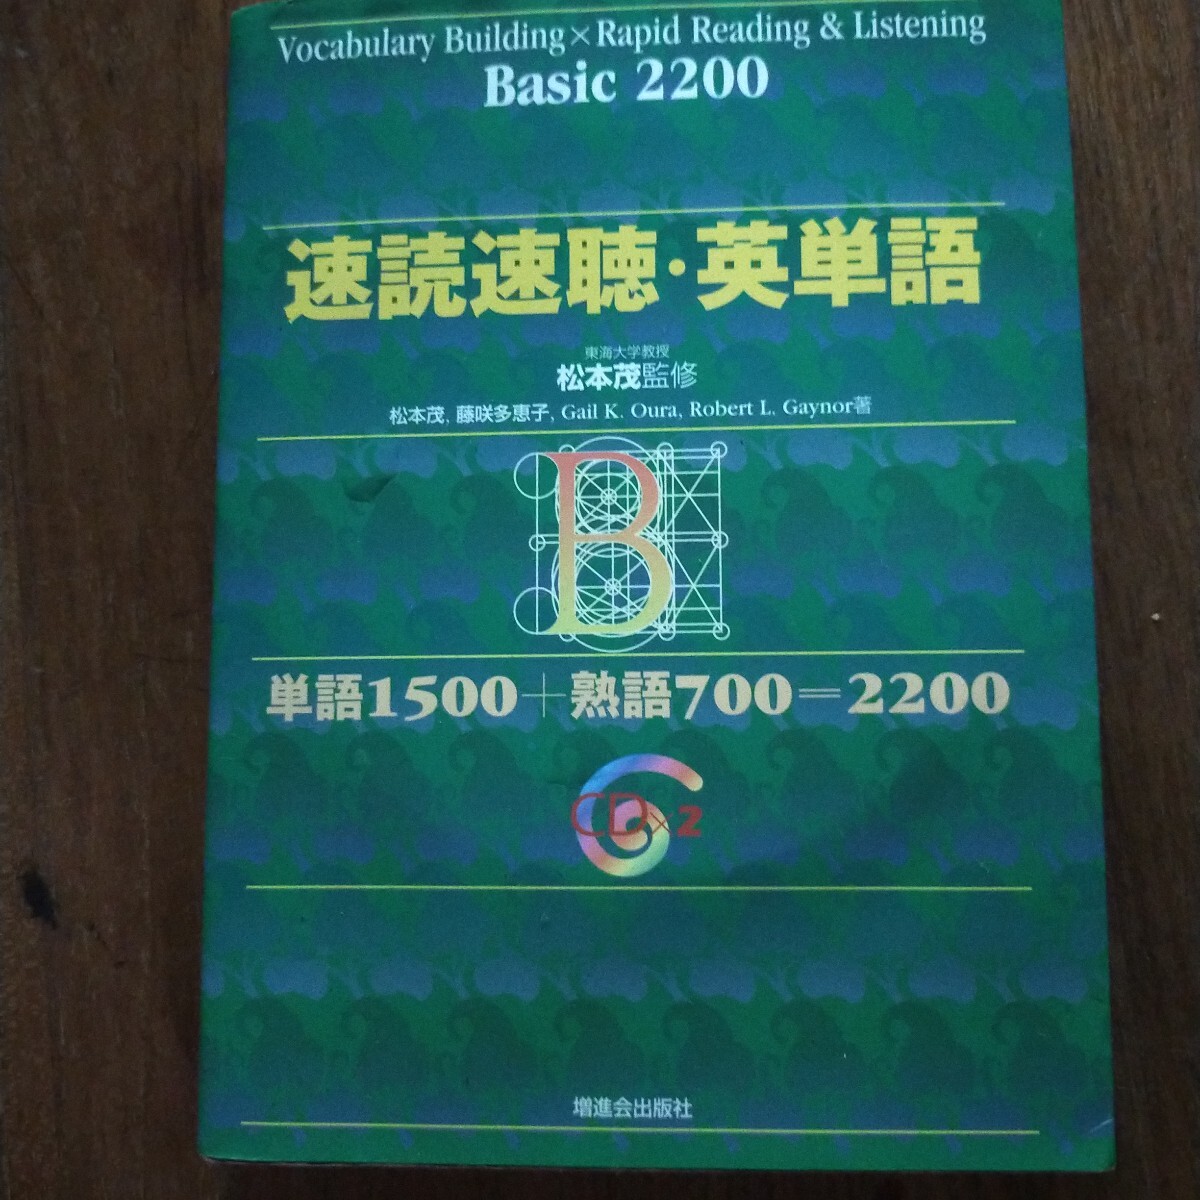 Vocabulary Building×Rapid Reading & Listening
Basic 2200
速読速聴・英単語
東海大学教授
松本茂監修
松本茂, 藤咲多恵子, Gail K. Oura, Robert L. Gaynor著
B
単語1500＋熟語700＝2200
CD×2
増進会出版社